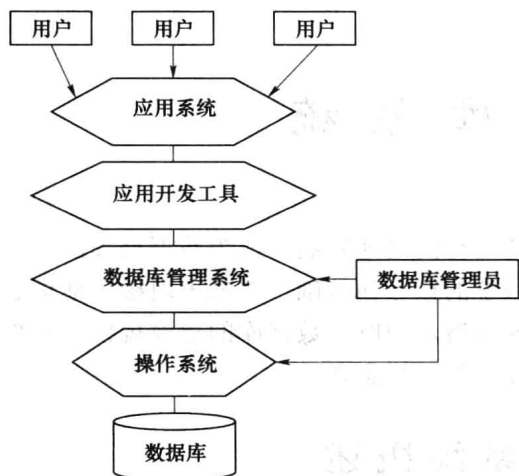 用户 用户 用户
应用系统
应用开发工具
数据库管理系统 数据库管理员
操作系统
数据库